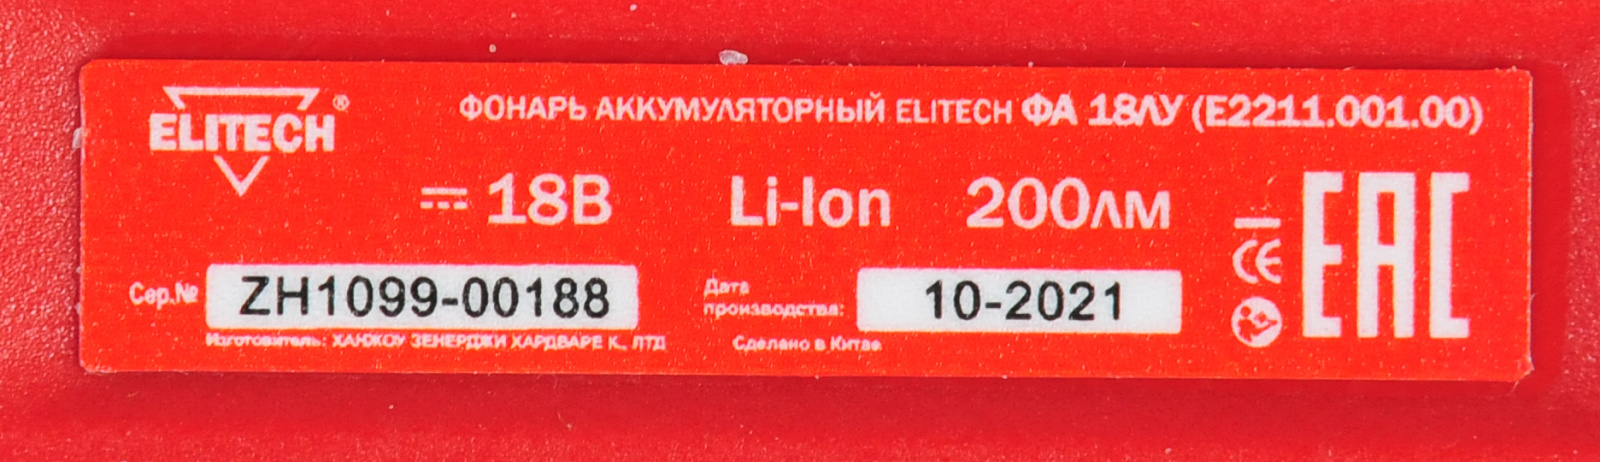 ELITECH®
ФОНАРЬ АККУМУЛЯТОРНЫЙ ELITECH ФА 18ЛУ (E2211.001.00)
18В Li-Ion 200лм
Сер.№ ZH1099-00188
Дата производства: 10-2021
Изготовитель: ХАНЖОУ ЗЕНЕРДЖИ ХАРДВАРЕ К., ЛТД
Сделано в Китае
CE
EAC